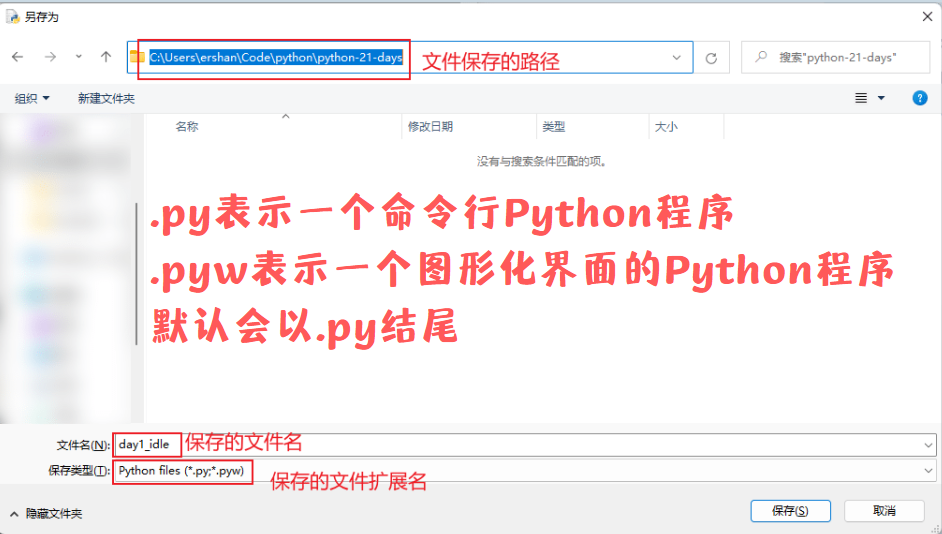 另存为
C:\Users\ershan\Code\python\python-21-days
文件保存的路径
搜索"python-21-days"
组织
新建文件夹
名称
修改日期
类型
大小
没有与搜索条件匹配的项。
.py表示一个命令行Python程序
.pyw表示一个图形化界面的Python程序
默认会以.py结尾
文件名(N):
day1_idle
保存的文件名
保存类型(T):
Python files (*.py;*.pyw)
保存的文件扩展名
隐藏文件夹
保存(S)
取消